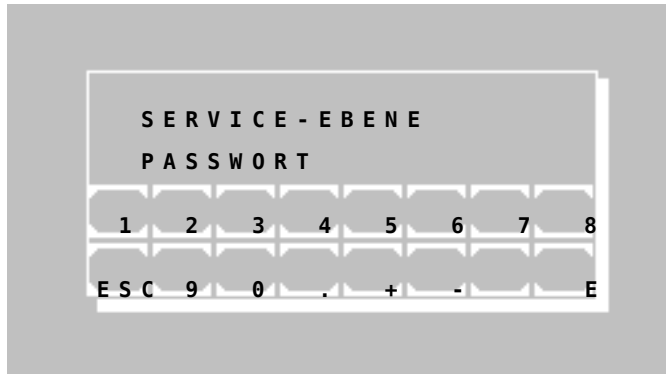 SERVICE-EBENE
PASSWORT
1 2 3 4 5 6 7 8
ESC 9 0 . + - E